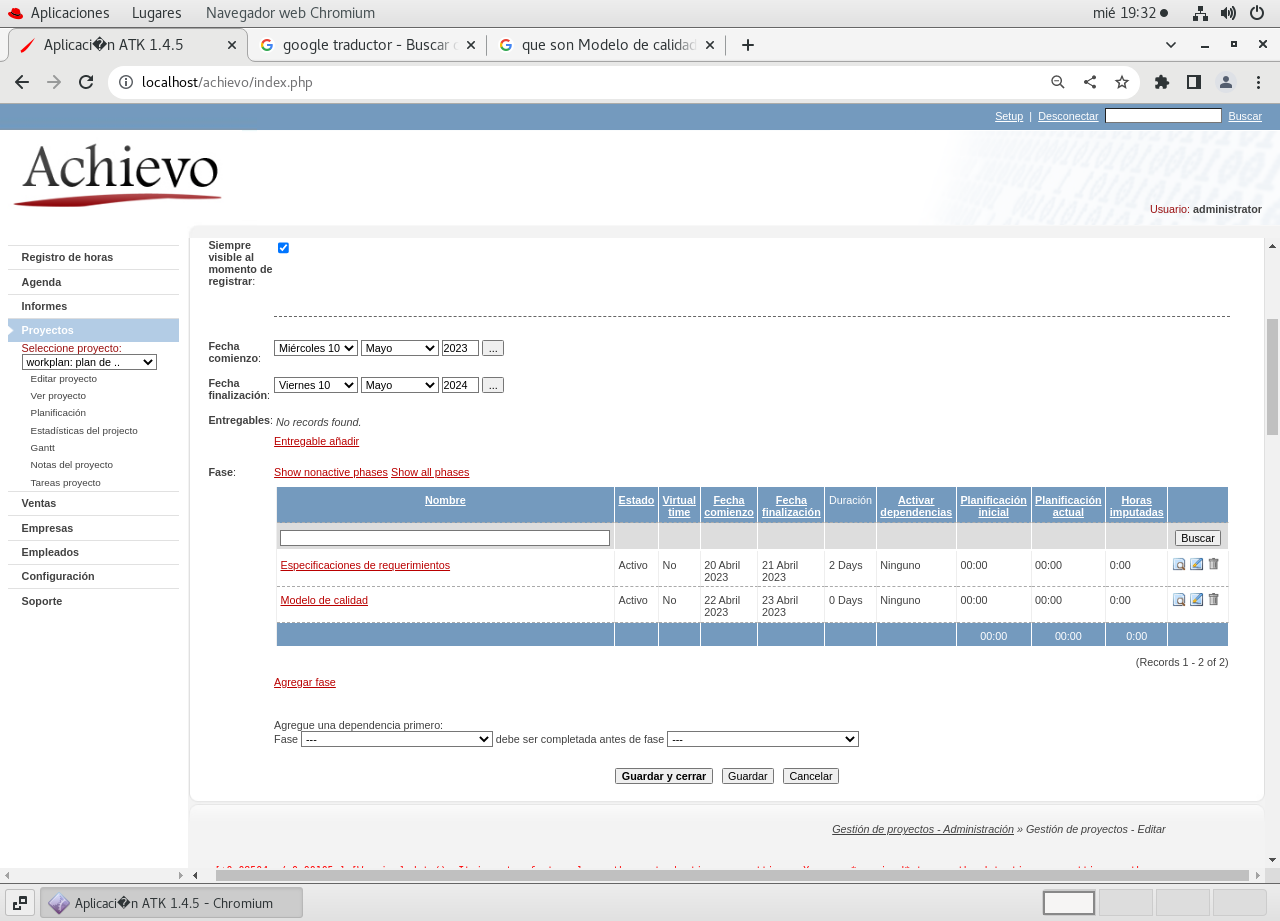 Aplicaciones Lugares Navegador web Chromium mié 19:32
Aplicaci�n ATK 1.4.5 google traductor - Buscar que son Modelo de calidad
localhost/achievo/index.php
Setup | Desconectar Buscar
Achievo
Usuario: administrator
Registro de horas
Agenda
Informes
Proyectos
Seleccione proyecto:
workplan: plan de ..
Editar proyecto
Ver proyecto
Planificación
Estadísticas del projecto
Gantt
Notas del proyecto
Tareas proyecto
Ventas
Empresas
Empleados
Configuración
Soporte
Siempre
visible al
momento de
registrar:
Fecha
comienzo: Miércoles 10 Mayo 2023 ...
Fecha
finalización: Viernes 10 Mayo 2024 ...
Entregables: No records found.
Entregable añadir
Fase: Show nonactive phases Show all phases
Nombre Estado Virtual time Fecha comienzo Fecha finalización Duración Activar dependencias Planificación inicial Planificación actual Horas imputadas
Buscar
Especificaciones de requerimientos Activo No 20 Abril 2023 21 Abril 2023 2 Days Ninguno 00:00 00:00 0:00
Modelo de calidad Activo No 22 Abril 2023 23 Abril 2023 0 Days Ninguno 00:00 00:00 0:00
00:00 00:00 0:00
(Records 1 - 2 of 2)
Agregar fase
Agregue una dependencia primero:
Fase --- debe ser completada antes de fase ---
Guardar y cerrar Guardar Cancelar
Gestión de proyectos - Administración » Gestión de proyectos - Editar
Aplicaci�n ATK 1.4.5 - Chromium